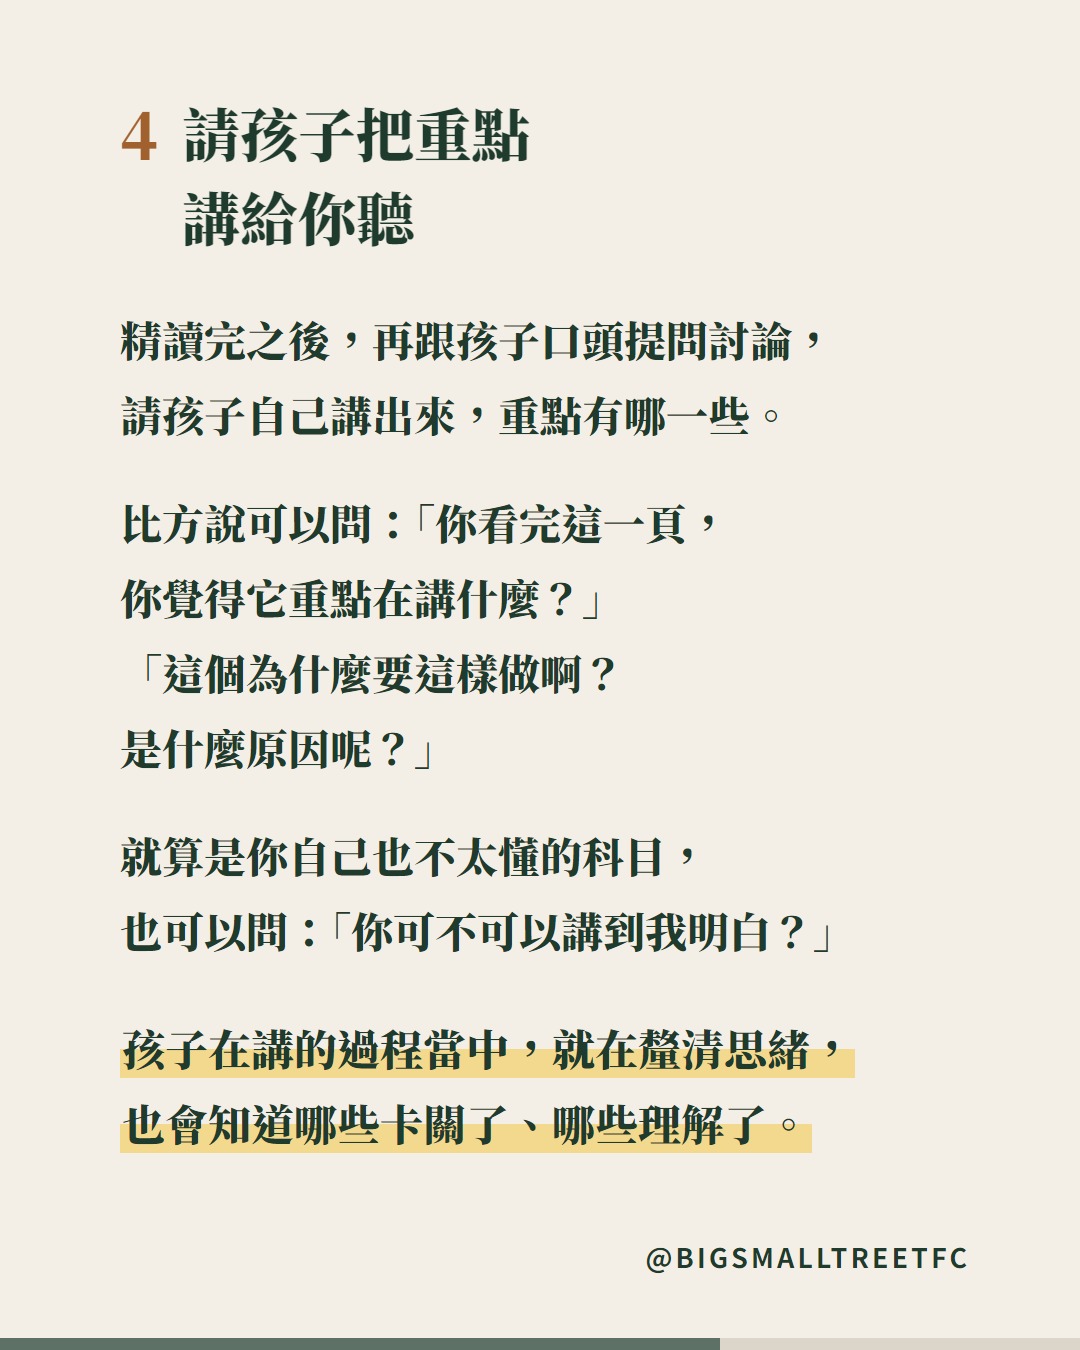 4 請孩子把重點
講給你聽
精讀完之後，再跟孩子口頭提問討論，
請孩子自己講出來，重點有哪一些。
比方說可以問：「你看完這一頁，
你覺得它重點在講什麼？」
「這個為什麼要這樣做啊？
是什麼原因呢？」
就算是你自己也不太懂的科目，
也可以問：「你可不可以講到我明白？」
孩子在講的過程當中，就在釐清思緒，
也會知道哪些卡關了、哪些理解了。
@BIGSMALLTREETFC